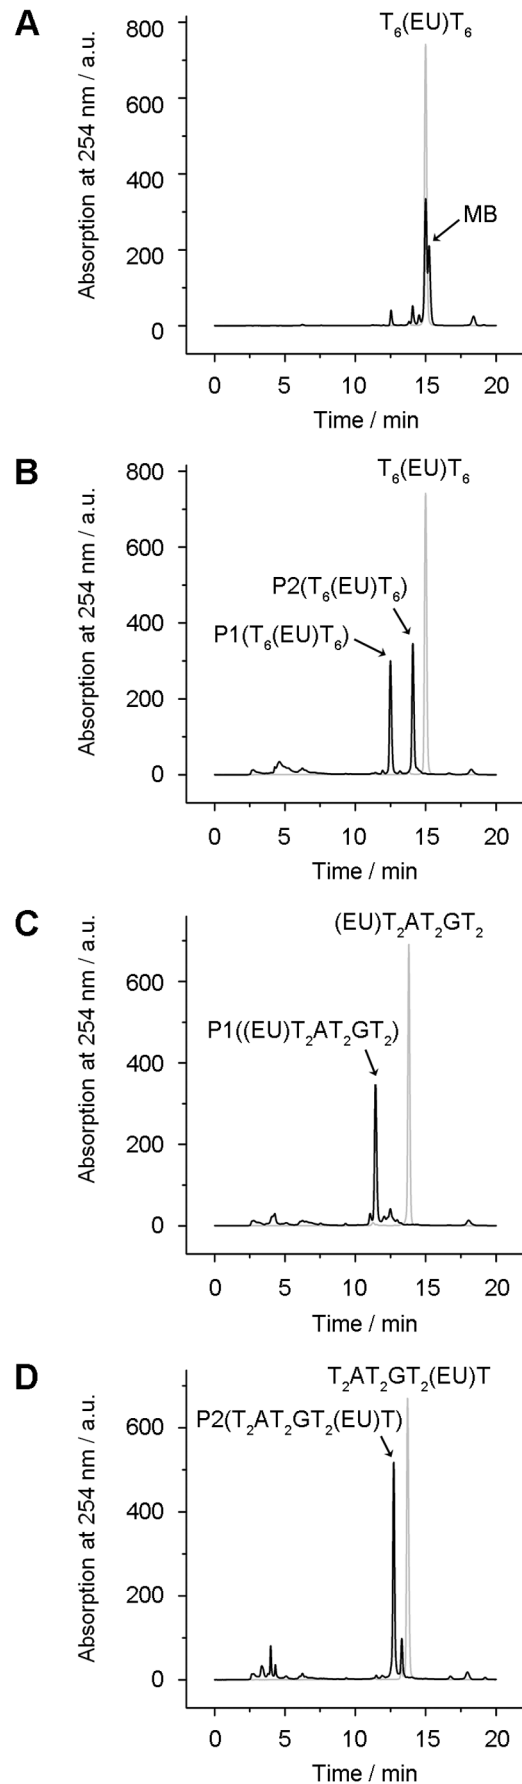 A
T₆(EU)T₆
MB
Absorption at 254 nm / a.u.
800
600
400
200
0
0 5 10 15 20
Time / min
B
T₆(EU)T₆
P2(T₆(EU)T₆)
P1(T₆(EU)T₆)
Absorption at 254 nm / a.u.
800
600
400
200
0
0 5 10 15 20
Time / min
C
(EU)T₂AT₂GT₂
P1((EU)T₂AT₂GT₂)
Absorption at 254 nm / a.u.
600
400
200
0
0 5 10 15 20
Time / min
D
T₂AT₂GT₂(EU)T
P2(T₂AT₂GT₂(EU)T)
Absorption at 254 nm / a.u.
600
400
200
0
0 5 10 15 20
Time / min